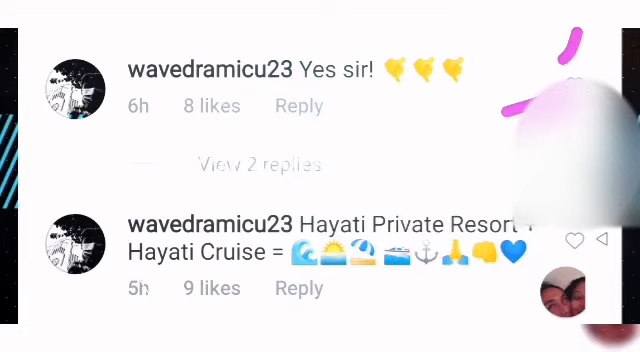 wavedramicu23 Yes sir!
6h 8 likes Reply
View 2 replies
wavedramicu23 Hayati Private Resort +
Hayati Cruise = 🌊🌅⛱️🚤⚓🙏👊💙
5h 9 likes Reply